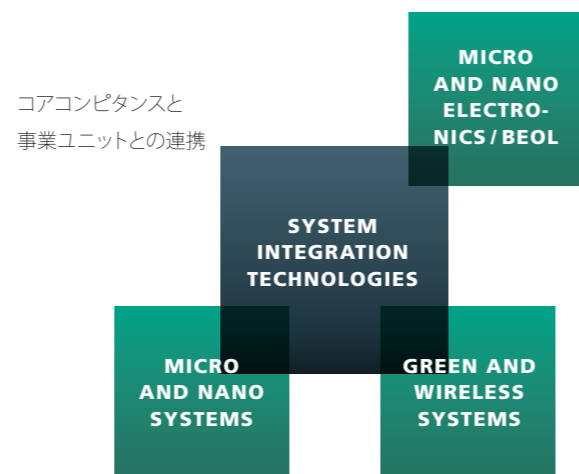 コアコンピタンスと
事業ユニットとの連携
MICRO
AND NANO
ELECTRO-
NICS / BEOL
SYSTEM
INTEGRATION
TECHNOLOGIES
MICRO
AND NANO
SYSTEMS
GREEN AND
WIRELESS
SYSTEMS